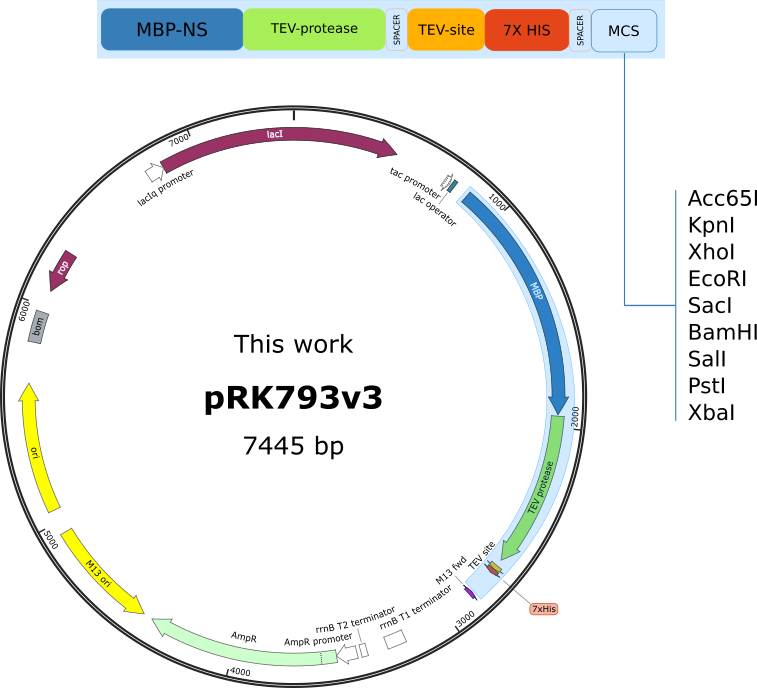 MBP-NS
TEV-protease
SPACER
TEV-site
7X HIS
SPACER
MCS
Acc65I
KpnI
XhoI
EcoRI
SacI
BamHI
SalI
PstI
XbaI
This work
pRK793v3
7445 bp
lacI
7000
lacIq promoter
tac promoter
lac operator
1000
MBP
2000
TEV protease
TEV site
7xHis
M13 fwd
3000
rrnB T1 terminator
rrnB T2 terminator
AmpR promoter
AmpR
4000
M13 ori
5000
ori
bom
6000
rop